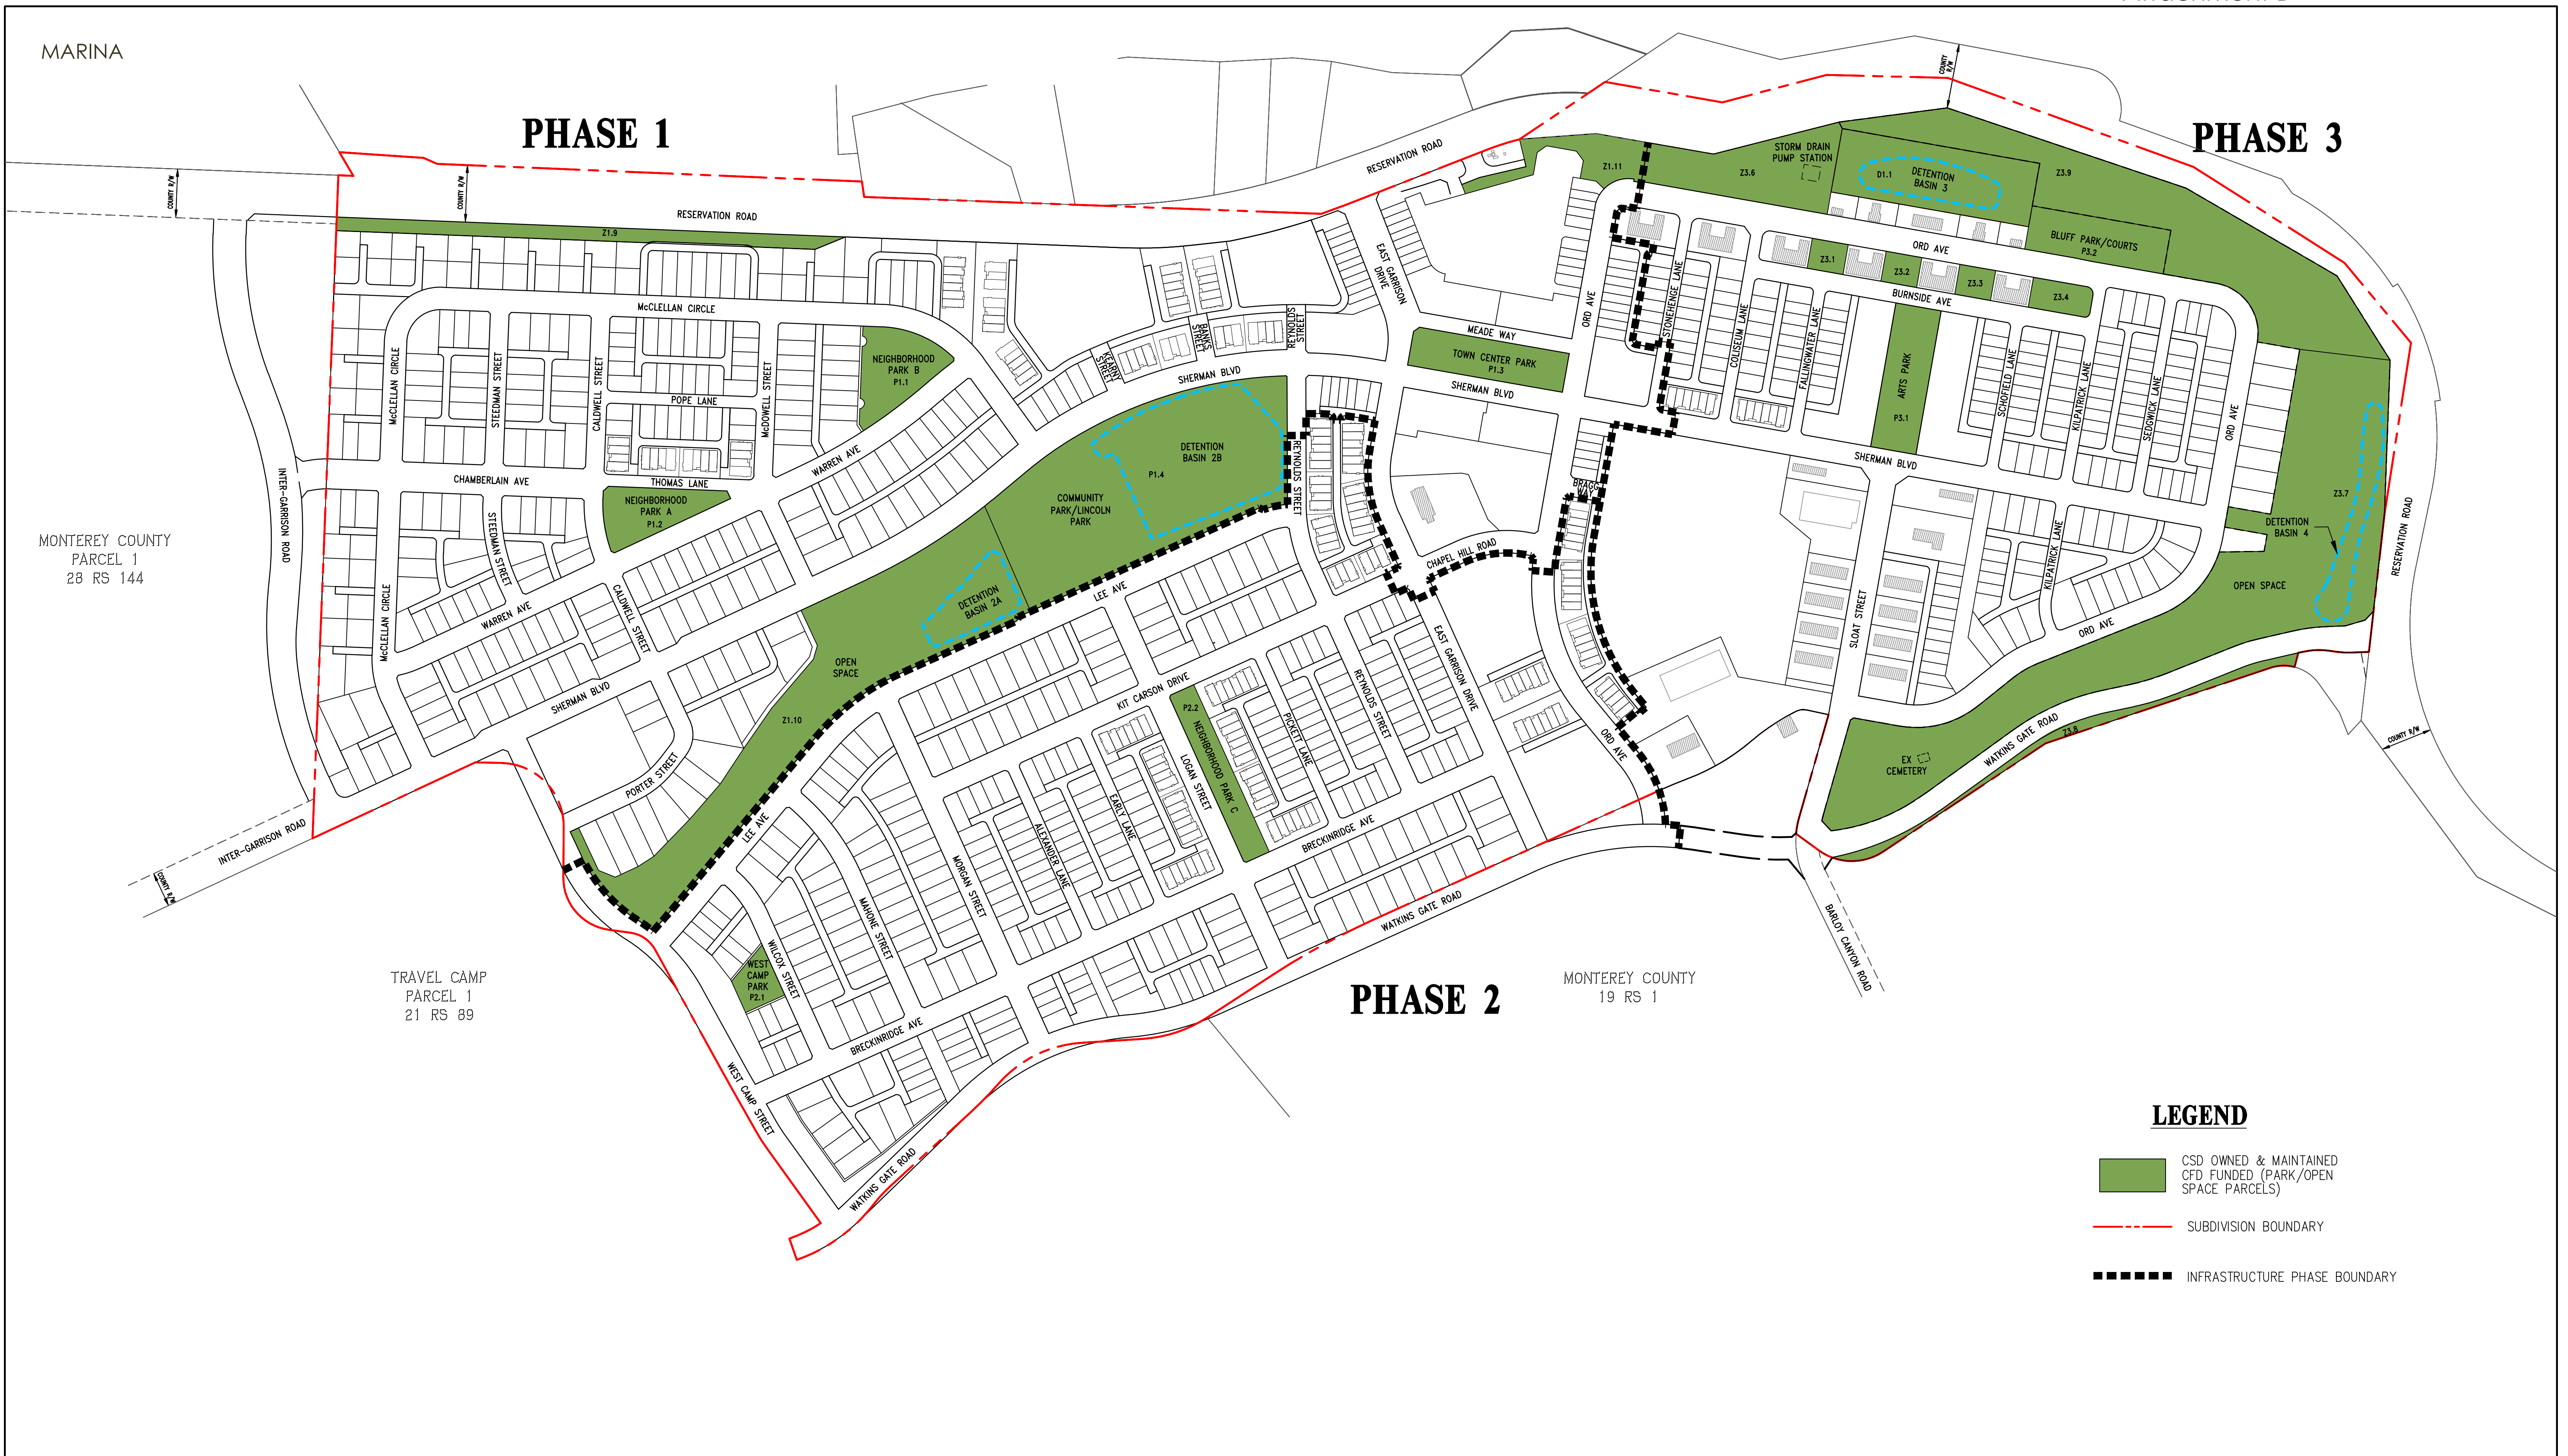 MARINA
PHASE 1
PHASE 3
COUNTY
R/W
COUNTY R/W
COUNTY R/W
RESERVATION ROAD
RESERVATION ROAD
Z1.9
Z1.11
Z3.6
STORM DRAIN
PUMP STATION
D1.1
DETENTION
BASIN 3
Z3.9
BLUFF PARK/COURTS
P3.2
ORD AVE
Z3.1
Z3.2
Z3.3
Z3.4
BURNSIDE AVE
EAST GARRISON
DRIVE
ORD AVE
STONEHENGE LANE
COLISEUM LANE
FALLINGWATER LANE
ARTS PARK
P3.1
SCHOFIELD LANE
KILPATRICK LANE
SEDGWICK LANE
ORD AVE
McCLELLAN CIRCLE
McCLELLAN CIRCLE
STEEDMAN STREET
CALDWELL STREET
POPE LANE
McDOWELL STREET
NEIGHBORHOOD
PARK B
P1.1
KEARNY
STREET
BANKS
STREET
REYNOLDS
STREET
SHERMAN BLVD
MEADE WAY
TOWN CENTER PARK
P1.3
SHERMAN BLVD
SHERMAN BLVD
INTER-GARRISON ROAD
CHAMBERLAIN AVE
THOMAS LANE
WARREN AVE
NEIGHBORHOOD
PARK A
P1.2
STEEDMAN STREET
COMMUNITY
PARK/LINCOLN
PARK
P1.4
DETENTION
BASIN 2B
REYNOLDS STREET
BRAGG
WAY
CHAPEL HILL ROAD
SLOAT STREET
KILPATRICK LANE
ORD AVE
DETENTION
BASIN 4
Z3.7
OPEN SPACE
RESERVATION ROAD
MONTEREY COUNTY
PARCEL 1
28 RS 144
McCLELLAN CIRCLE
WARREN AVE
CALDWELL STREET
SHERMAN BLVD
DETENTION
BASIN 2A
LEE AVE
OPEN
SPACE
Z1.10
PORTER STREET
KIT CARSON DRIVE
P2.2
NEIGHBORHOOD PARK C
LOGAN STREET
PICKETT LANE
REYNOLDS STREET
EAST GARRISON DRIVE
ORD AVE
EX
CEMETERY
WATKINS GATE ROAD
Z3.8
COUNTY R/W
INTER-GARRISON ROAD
COUNTY R/W
LEE AVE
MAHONE STREET
MORGAN STREET
ALEXANDER LANE
EARLY LANE
BRECKINRIDGE AVE
WATKINS GATE ROAD
BARLOY CANYON ROAD
WILCOX STREET
WEST
CAMP
PARK
P2.1
TRAVEL CAMP
PARCEL 1
21 RS 89
BRECKINRIDGE AVE
WEST CAMP STREET
WATKINS GATE ROAD
PHASE 2
MONTEREY COUNTY
19 RS 1
LEGEND
CSD OWNED & MAINTAINED
CFD FUNDED (PARK/OPEN
SPACE PARCELS)
SUBDIVISION BOUNDARY
INFRASTRUCTURE PHASE BOUNDARY